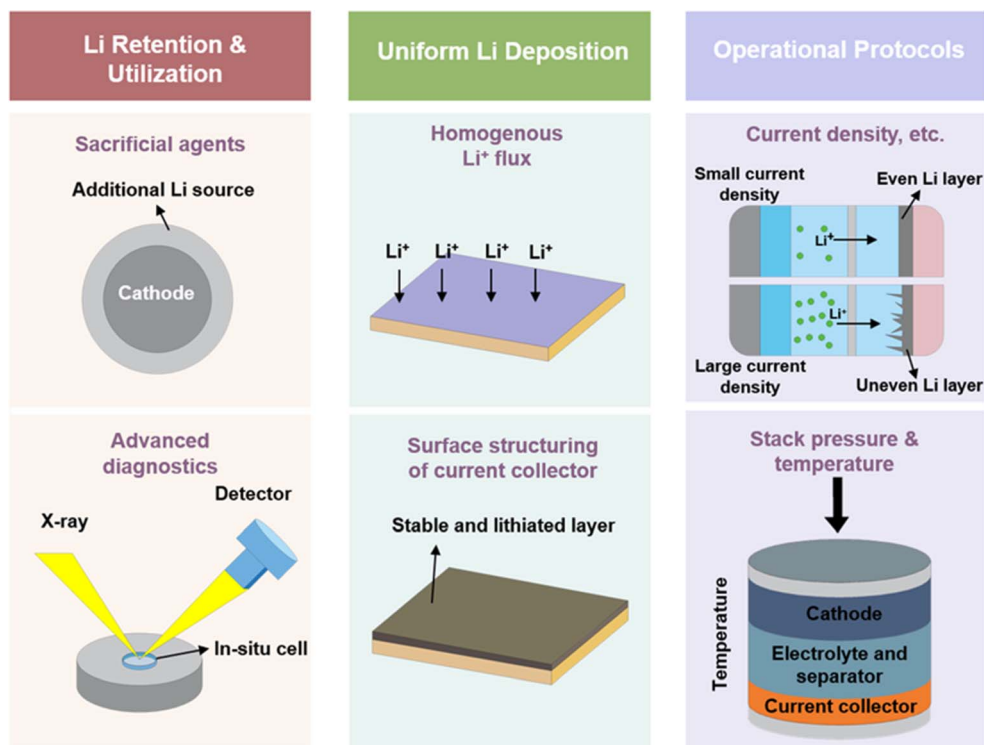 Li Retention &
Utilization
Sacrificial agents
Additional Li source
Cathode
Advanced
diagnostics
Detector
X-ray
In-situ cell
Uniform Li Deposition
Homogenous
Li⁺ flux
Li⁺ Li⁺ Li⁺ Li⁺
Surface structuring
of current collector
Stable and lithiated layer
Operational Protocols
Current density, etc.
Small current
density
Even Li layer
Li⁺
Li⁺
Large current
density
Uneven Li layer
Stack pressure &
temperature
Temperature
Cathode
Electrolyte and
separator
Current collector